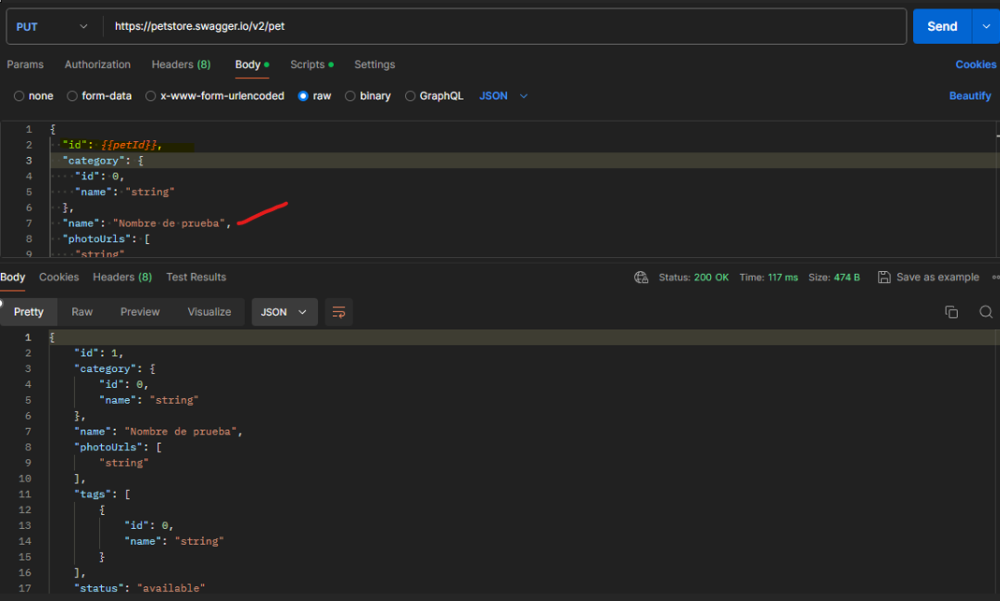 PUT https://petstore.swagger.io/v2/pet Send
Params Authorization Headers (8) Body Scripts Settings Cookies
none form-data x-www-form-urlencoded raw binary GraphQL JSON Beautify
1 {
2 "id": {{petId}},
3 "category": {
4 "id": 0,
5 "name": "string"
6 },
7 "name": "Nombre de prueba",
8 "photoUrls": [
9 "string"
Body Cookies Headers (8) Test Results Status: 200 OK Time: 117 ms Size: 474 B Save as example
Pretty Raw Preview Visualize JSON
1 {
2 "id": 1,
3 "category": {
4 "id": 0,
5 "name": "string"
6 },
7 "name": "Nombre de prueba",
8 "photoUrls": [
9 "string"
10 ],
11 "tags": [
12 {
13 "id": 0,
14 "name": "string"
15 }
16 ],
17 "status": "available"